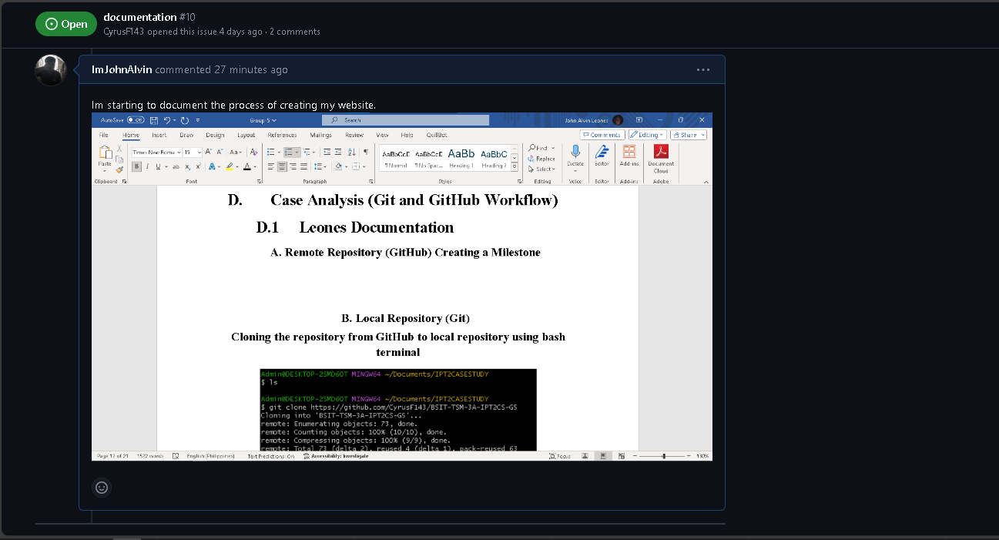 Open
documentation #10
CyrusF143 opened this issue 4 days ago · 2 comments
ImJohnAlvin commented 27 minutes ago
Im starting to document the process of creating my website.
AutoSave Off Group-5 Search John Alvin Leones
File Home Insert Draw Design Layout References Mailings Review View Help QuillBot Comments Editing Share
Paste
Times New Roma 15 Aa
B I U ab x x A A
AaBbCcD AaBbCcD AaBb AaBbC
Normal No Spac... Heading 1 Heading 2
Find
Replace
Select
Dictate Editor Add-ins Document Cloud
Clipboard Font Paragraph Styles Editing Voice Editor Add-ins Adobe
D. Case Analysis (Git and GitHub Workflow)
D.1 Leones Documentation
A. Remote Repository (GitHub) Creating a Milestone
B. Local Repository (Git)
Cloning the repository from GitHub to local repository using bash
terminal
Admin@DESKTOP-2SMD6OT MINGW64 ~/Documents/IPT2CASESTUDY
$ ls
Admin@DESKTOP-2SMD6OT MINGW64 ~/Documents/IPT2CASESTUDY
$ git clone https://github.com/CyrusF143/BSIT-TSM-3A-IPT2CS-G5
Cloning into 'BSIT-TSM-3A-IPT2CS-G5'...
remote: Enumerating objects: 73, done.
remote: Counting objects: 100% (10/10), done.
remote: Compressing objects: 100% (9/9), done.
remote: Total 73 (delta 2), reused 4 (delta 1), pack-reused 63
Page 12 of 21 1522 words English (Philippines) Text Predictions: On Accessibility: Investigate Focus 130%